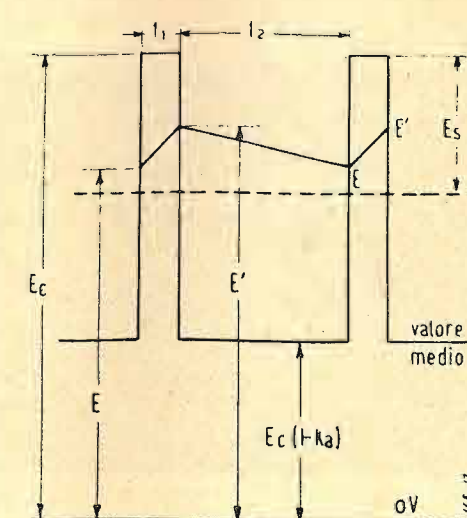 t₁
t₂
E'
Es
E
Ec
E'
valore
medio
E
Ec (1-Ka)
0V